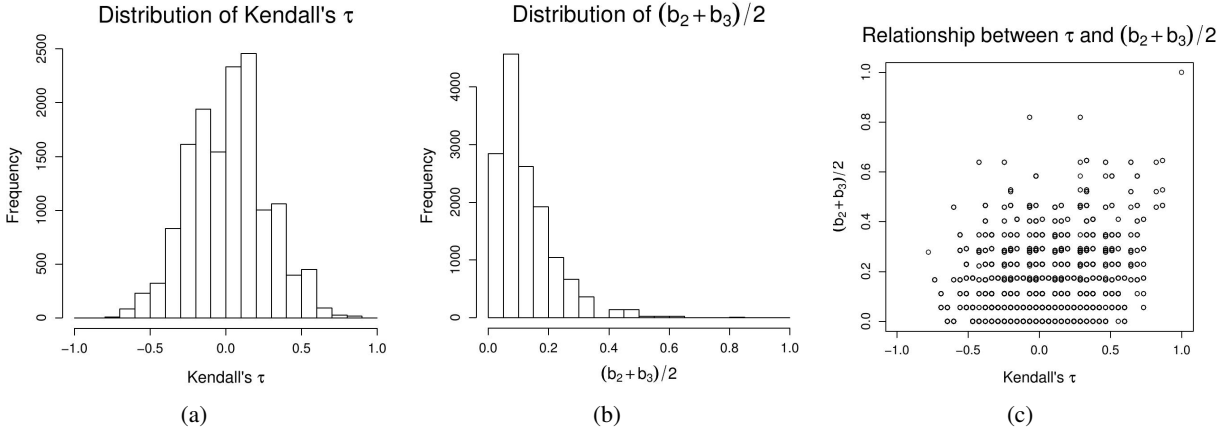 Distribution of Kendall's τ
Frequency
0
500
1000
1500
2000
2500
−1.0 −0.5 0.0 0.5 1.0
Kendall's τ
(a)
Distribution of (b₂+b₃)/2
Frequency
0
1000
2000
3000
4000
0.0 0.2 0.4 0.6 0.8 1.0
(b₂+b₃)/2
(b)
Relationship between τ and (b₂+b₃)/2
(b₂+b₃)/2
0.0
0.2
0.4
0.6
0.8
1.0
−1.0 −0.5 0.0 0.5 1.0
Kendall's τ
(c)